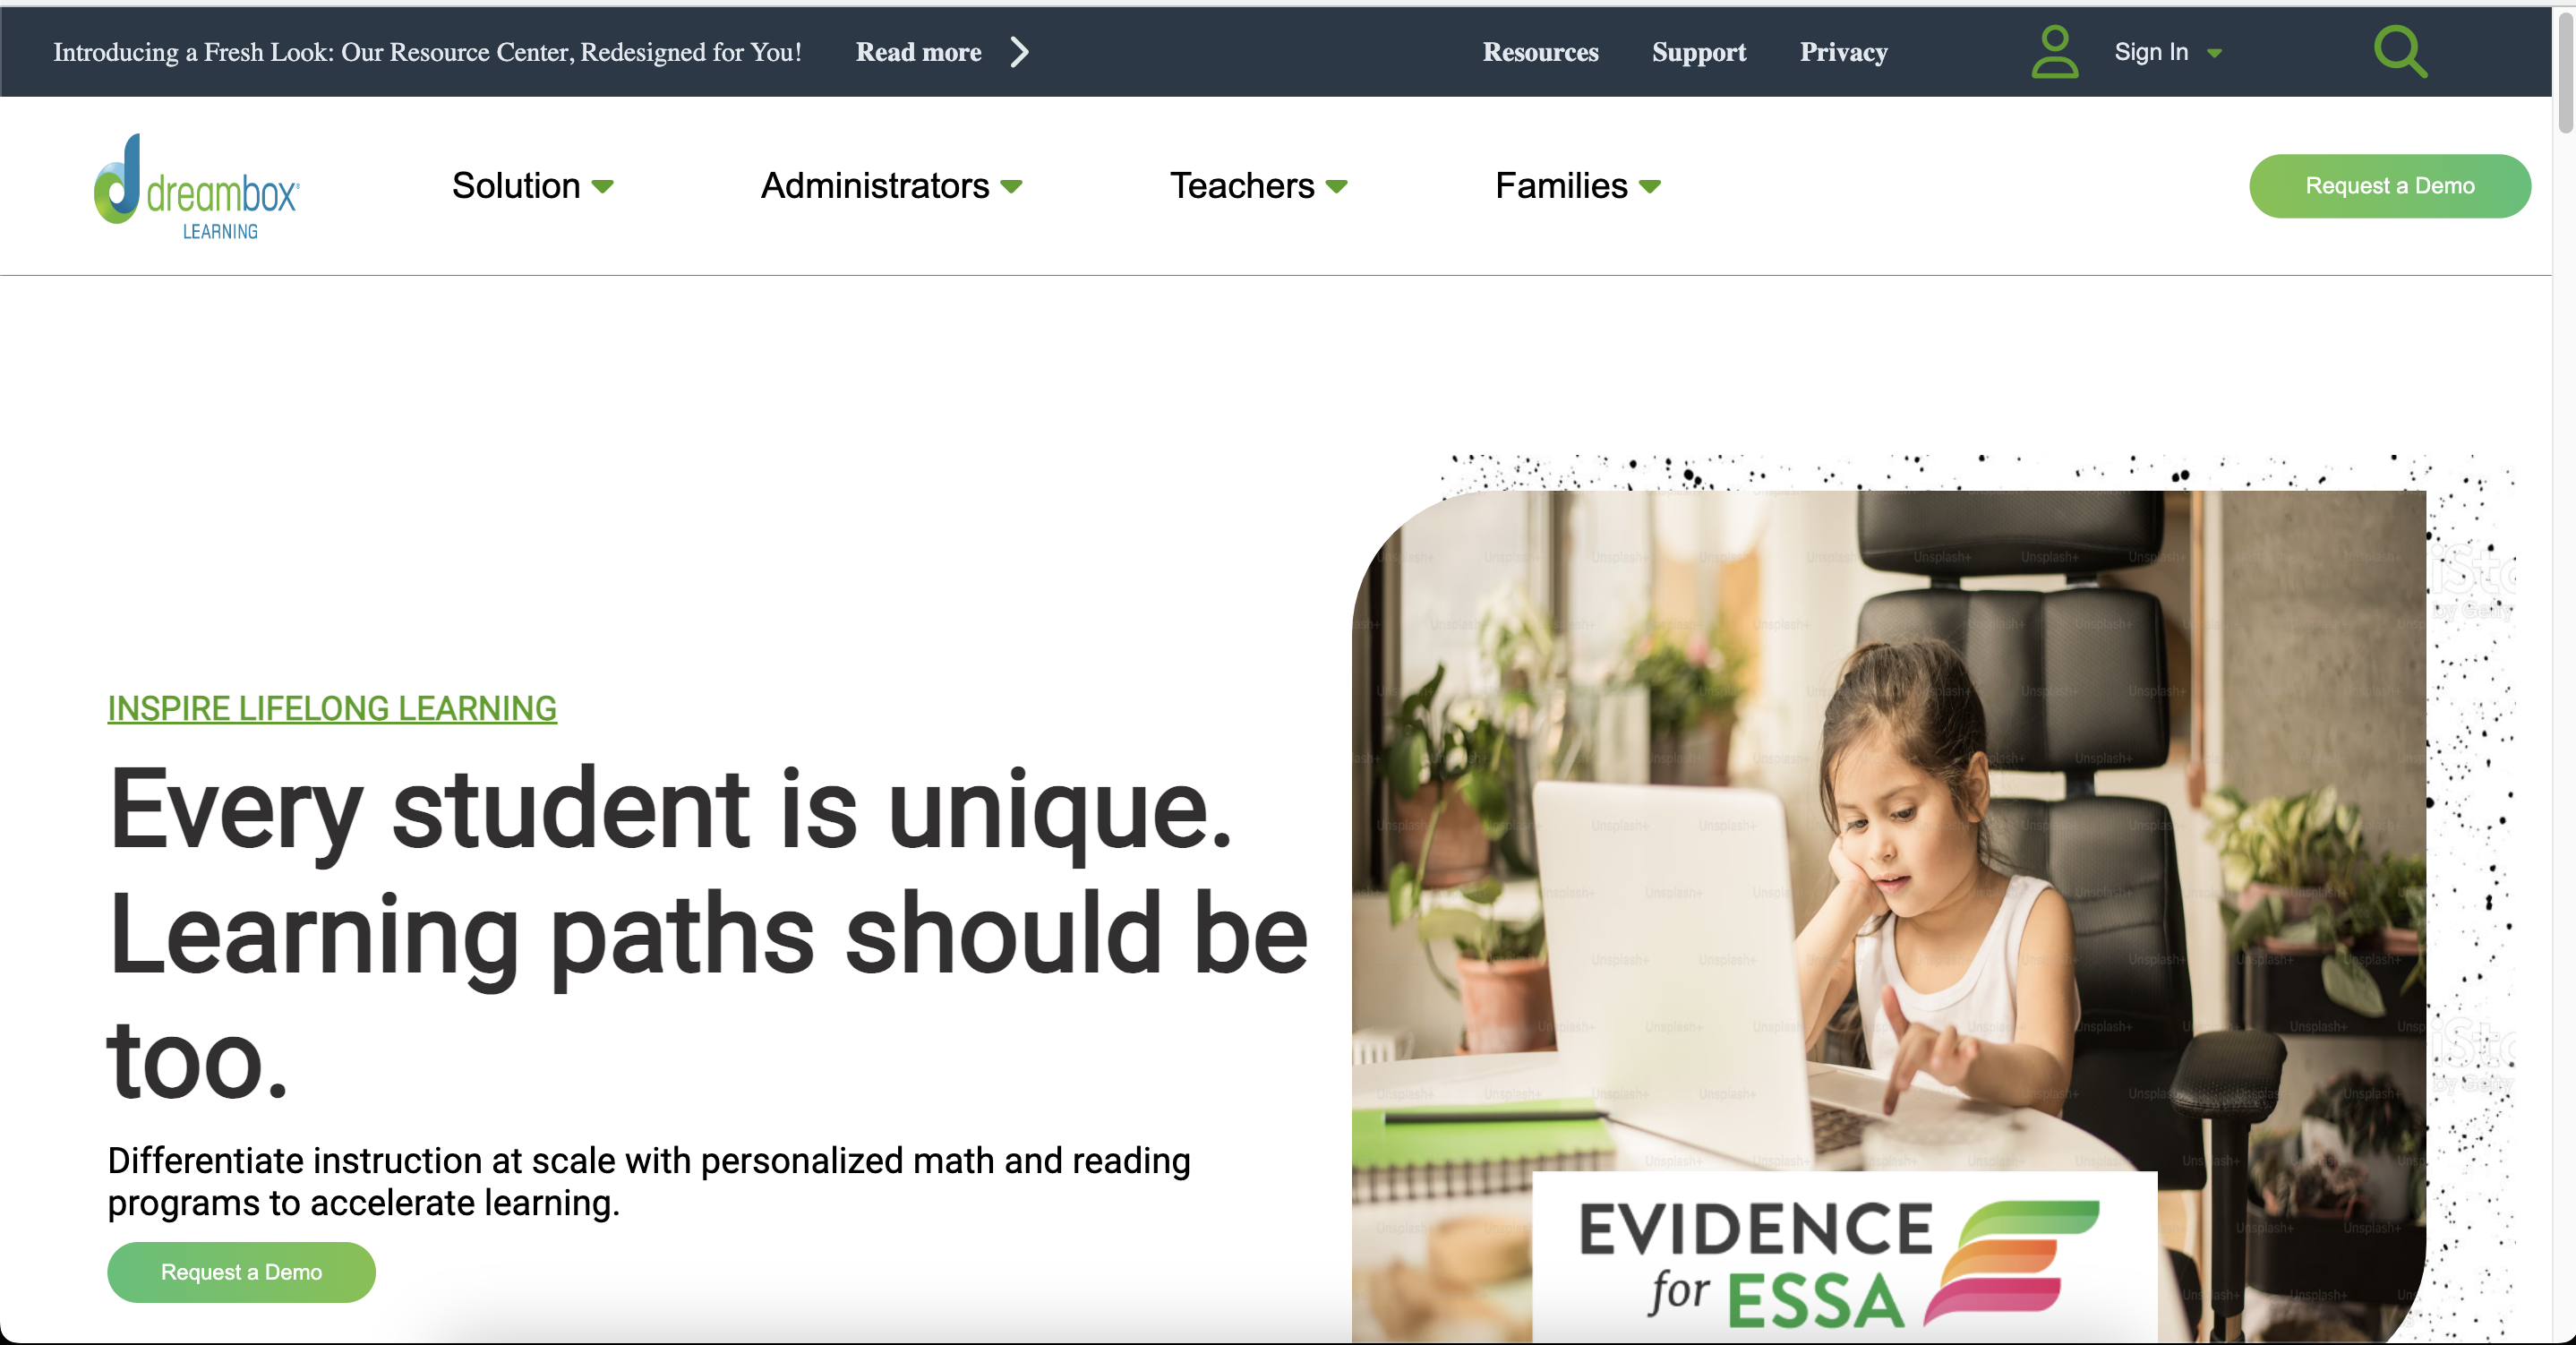 Introducing a Fresh Look: Our Resource Center, Redesigned for You! Read more Resources Support Privacy Sign In
dreambox
LEARNING
Solution Administrators Teachers Families Request a Demo
INSPIRE LIFELONG LEARNING
Every student is unique.
Learning paths should be
too.
Differentiate instruction at scale with personalized math and reading
programs to accelerate learning.
Request a Demo
Unsplash+
EVIDENCE
for ESSA